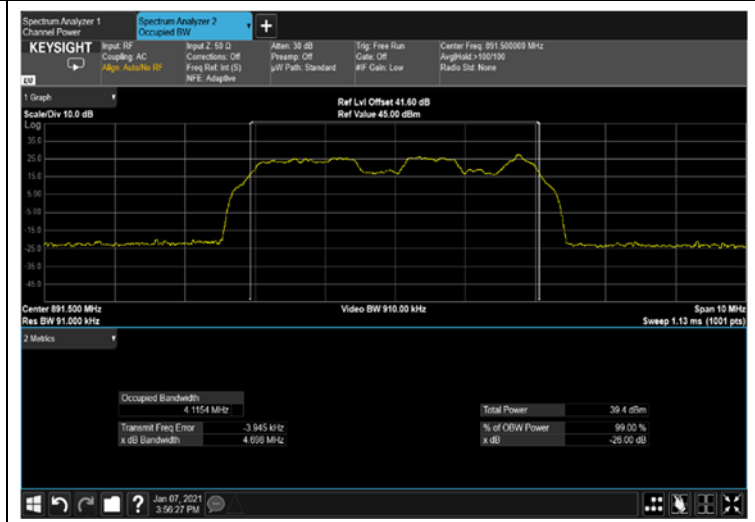 Spectrum Analyzer 1
Channel Power
Spectrum Analyzer 2
Occupied BW
+
KEYSIGHT
Input: RF
Coupling: AC
Align: Auto/No RF
Input Z: 50 Ω
Corrections: Off
Freq Ref: Int (S)
NFE: Adaptive
Atten: 30 dB
Preamp: Off
µW Path: Standard
Trig: Free Run
Gate: Off
#IF Gain: Low
Center Freq: 891.500000 MHz
Avg|Hold:>100/100
Radio Std: None
LXI
1 Graph
Scale/Div 10.0 dB
Ref Lvl Offset 41.60 dB
Ref Value 45.00 dBm
Log
35.0
25.0
15.0
5.00
-5.00
-15.0
-25.0
-35.0
-45.0
Center 891.500 MHz
Res BW 91.000 kHz
Video BW 910.00 kHz
Span 10 MHz
Sweep 1.13 ms (1001 pts)
2 Metrics
Occupied Bandwidth
4.1154 MHz
Transmit Freq Error -3.945 kHz
x dB Bandwidth 4.698 MHz
Total Power 39.4 dBm
% of OBW Power 99.00 %
x dB -26.00 dB
?
Jan 07, 2021
3:56:27 PM